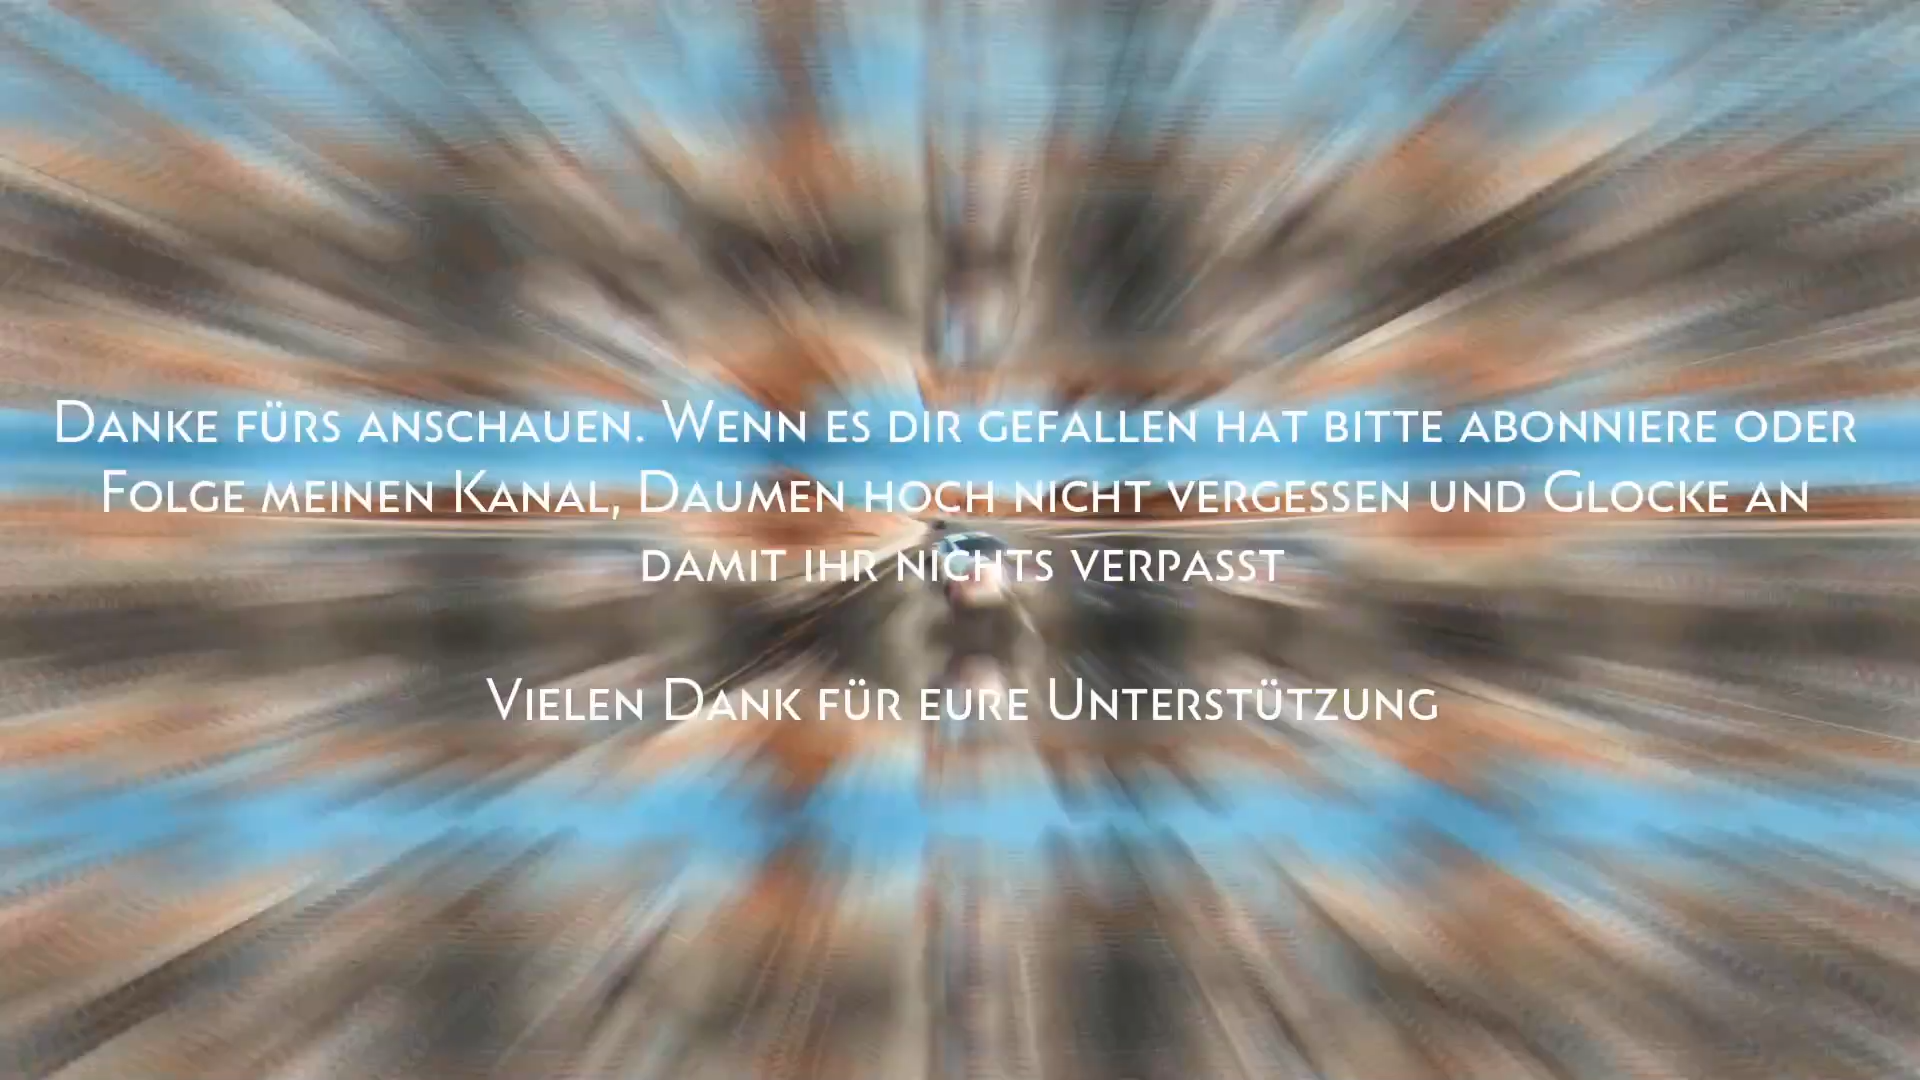 Danke fürs anschauen. Wenn es dir gefallen hat bitte abonniere oder
Folge meinen Kanal, Daumen hoch nicht vergessen und Glocke an
damit ihr nichts verpasst
Vielen Dank für eure Unterstützung